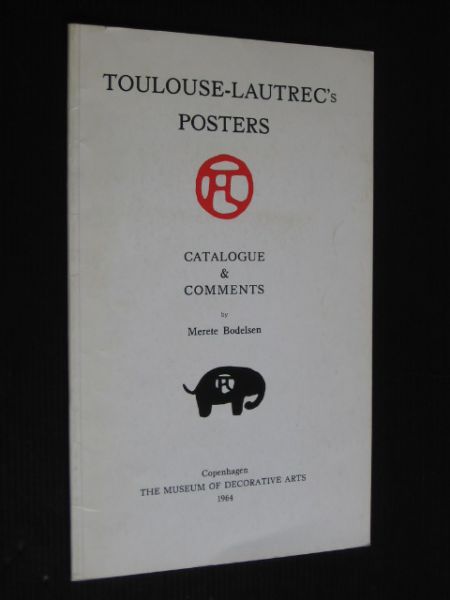 TOULOUSE-LAUTREC's
POSTERS
CATALOGUE
&
COMMENTS
by
Merete Bodelsen
Copenhagen
THE MUSEUM OF DECORATIVE ARTS
1964